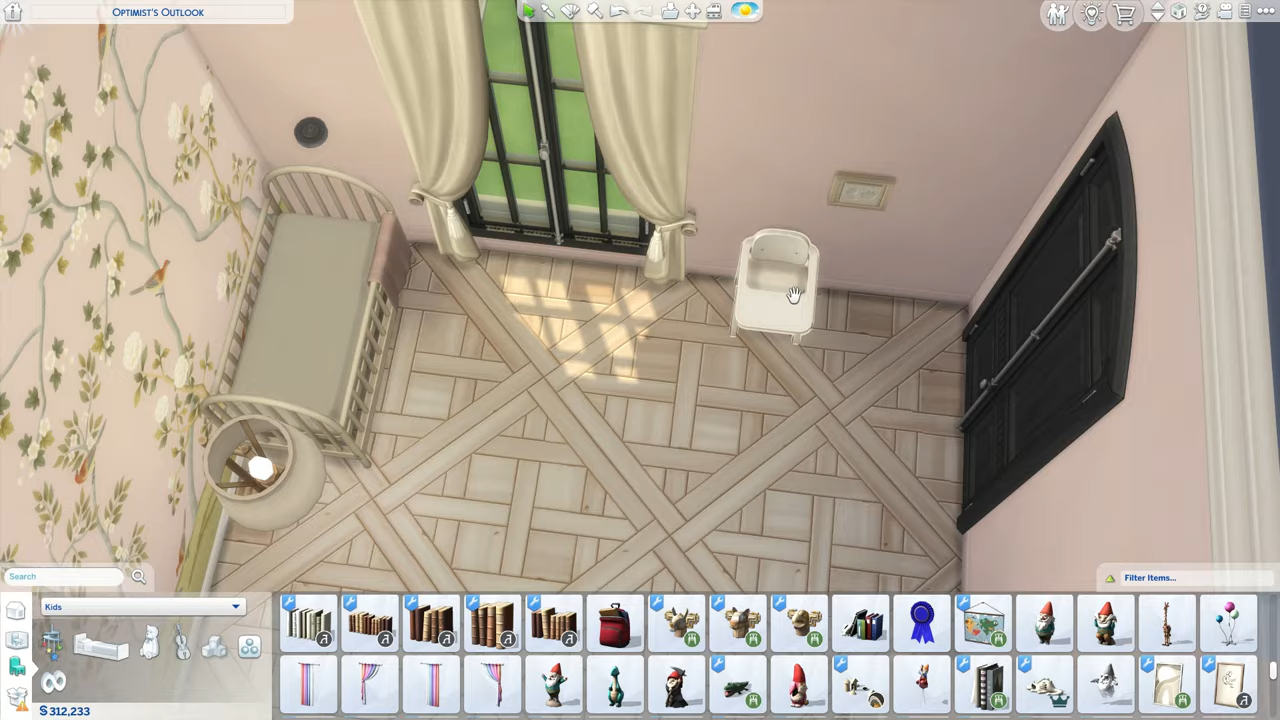 OPTIMIST'S OUTLOOK
Search
Filter Items...
Kids
$312,233